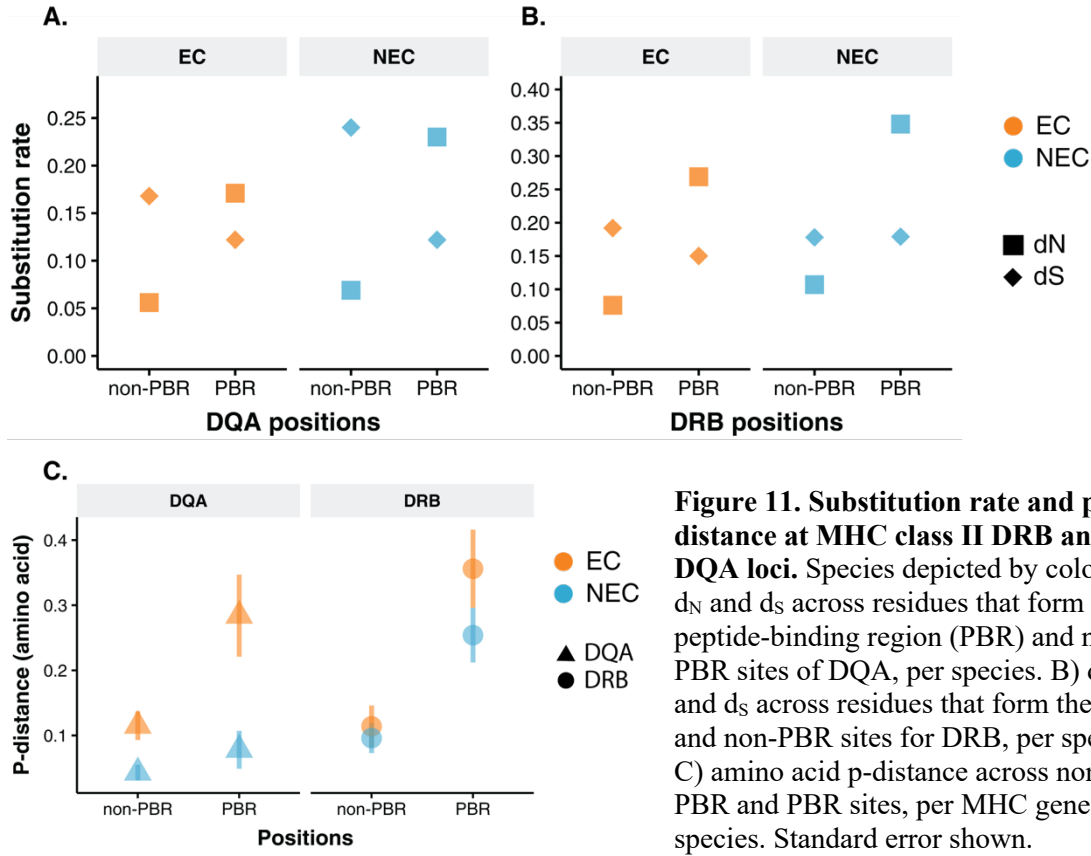 A.
B.
EC
NEC
EC
NEC
Substitution rate
0.25
0.20
0.15
0.10
0.05
0.00
0.40
0.35
0.30
0.25
0.20
0.15
0.10
0.05
0.00
EC
NEC
dN
dS
non-PBR
PBR
non-PBR
PBR
non-PBR
PBR
non-PBR
PBR
DQA positions
DRB positions
C.
DQA
DRB
P-distance (amino acid)
0.4
0.3
0.2
0.1
EC
NEC
DQA
DRB
non-PBR
PBR
non-PBR
PBR
Positions
Figure 11. Substitution rate and p
distance at MHC class II DRB an
DQA loci. Species depicted by colo
dN and dS across residues that form
peptide-binding region (PBR) and n
PBR sites of DQA, per species. B) d
and dS across residues that form the
and non-PBR sites for DRB, per spe
C) amino acid p-distance across non
PBR and PBR sites, per MHC gene
species. Standard error shown.